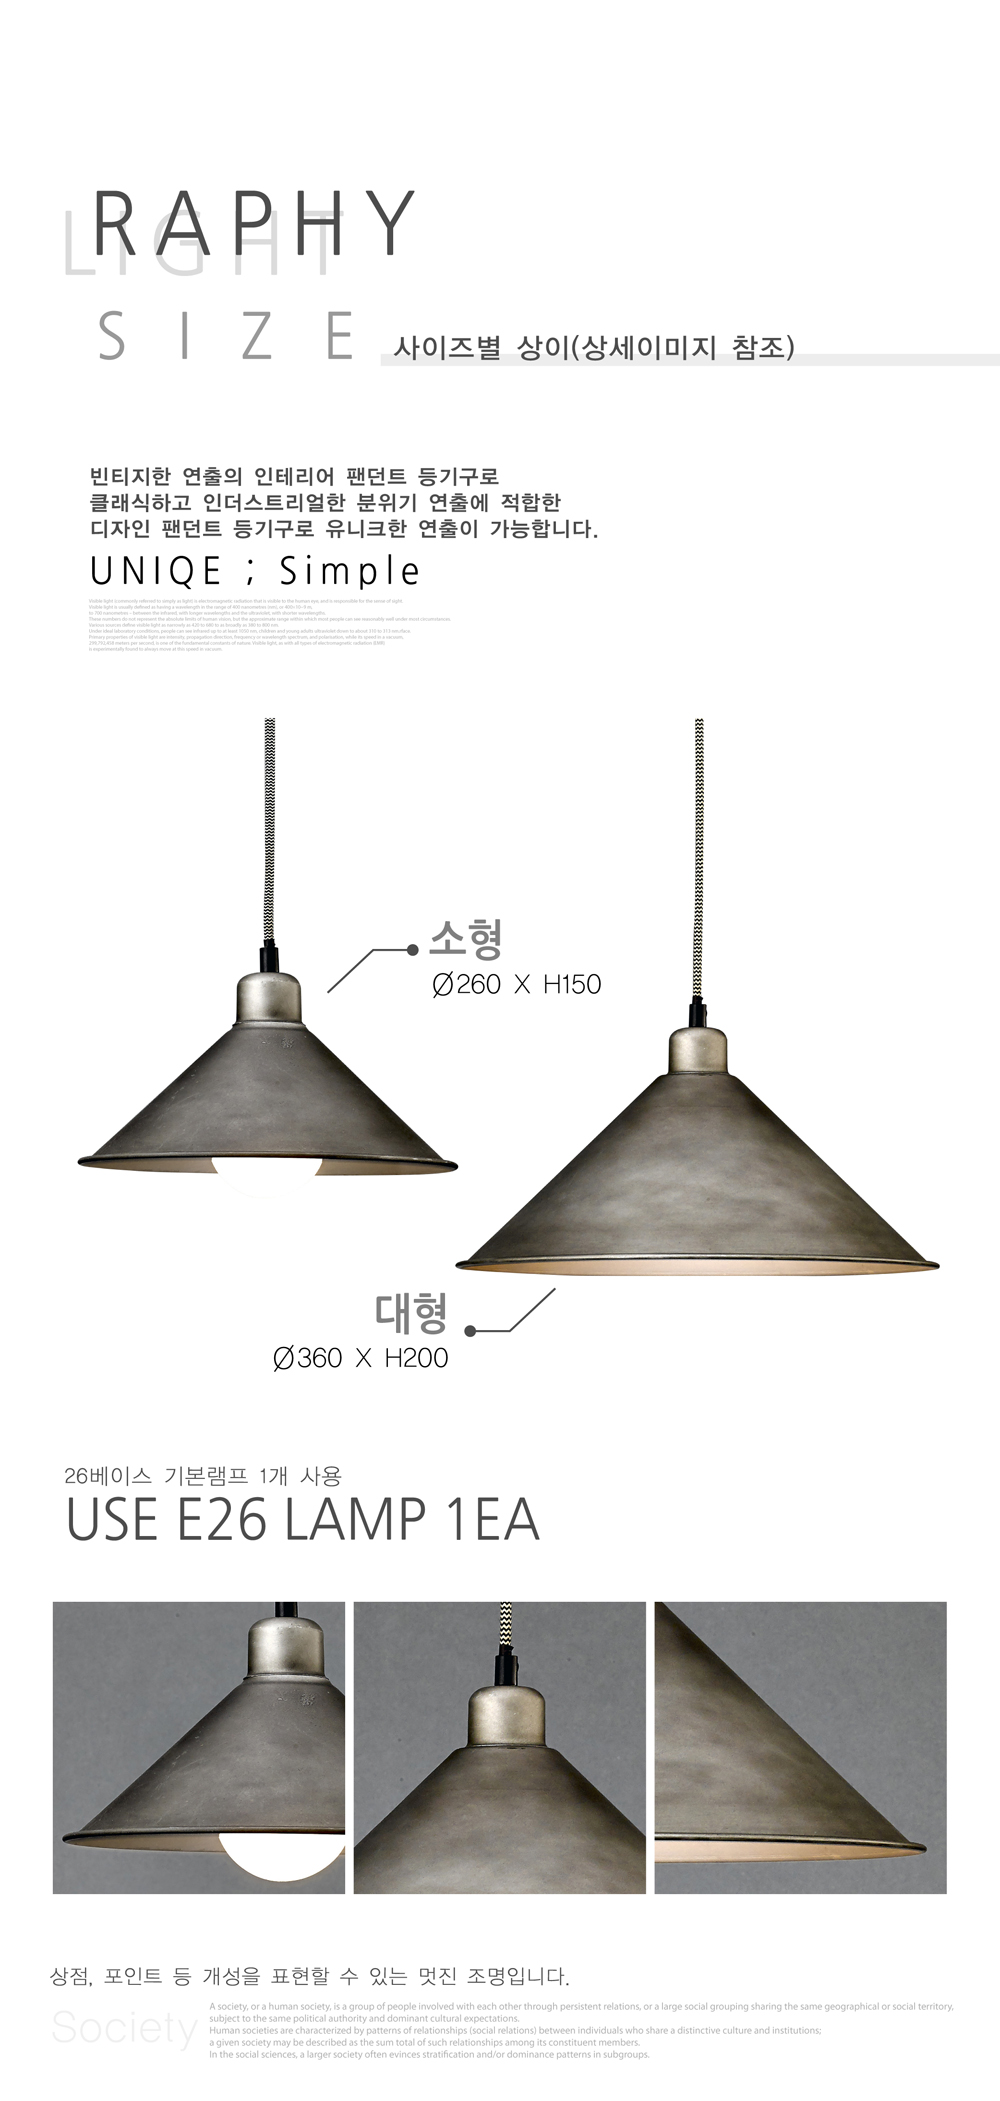 LIGHT
RAPHY
SIZE
사이즈별 상이(상세이미지 참조)
빈티지한 연출의 인테리어 팬던트 등기구로
클래식하고 인더스트리얼한 분위기 연출에 적합한
디자인 팬던트 등기구로 유니크한 연출이 가능합니다.
UNIQE ; Simple
소형
Ø260 X H150
대형
Ø360 X H200
26베이스 기본램프 1개 사용
USE E26 LAMP 1EA
상점, 포인트 등 개성을 표현할 수 있는 멋진 조명입니다.
Society
A society, or a human society, is a group of people involved with each other through persistent relations, or a large social grouping sharing the same geographical or social territory,
subject to the same political authority and dominant cultural expectations.
Human societies are characterized by patterns of relationships (social relations) between individuals who share a distinctive culture and institutions;
a given society may be described as the sum total of such relationships among its constituent members.
In the social sciences, a larger society often evinces stratification and/or dominance patterns in subgroups.